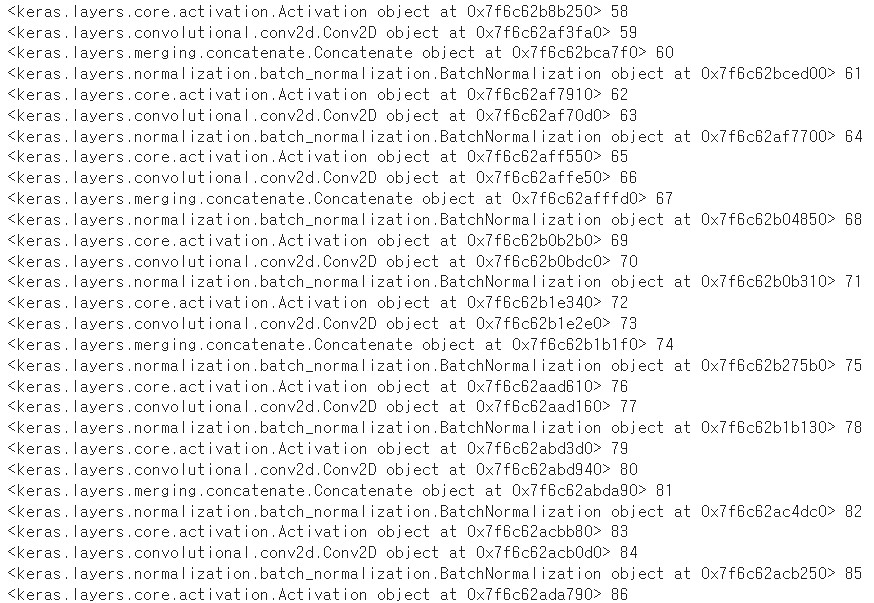 <keras.layers.core.activation.Activation object at 0x7f6c62b8b250> 58
<keras.layers.convolutional.conv2d.Conv2D object at 0x7f6c62af3fa0> 59
<keras.layers.merging.concatenate.Concatenate object at 0x7f6c62bca7f0> 60
<keras.layers.normalization.batch_normalization.BatchNormalization object at 0x7f6c62bced00> 61
<keras.layers.core.activation.Activation object at 0x7f6c62af7910> 62
<keras.layers.convolutional.conv2d.Conv2D object at 0x7f6c62af70d0> 63
<keras.layers.normalization.batch_normalization.BatchNormalization object at 0x7f6c62af7700> 64
<keras.layers.core.activation.Activation object at 0x7f6c62aff550> 65
<keras.layers.convolutional.conv2d.Conv2D object at 0x7f6c62affe50> 66
<keras.layers.merging.concatenate.Concatenate object at 0x7f6c62afffd0> 67
<keras.layers.normalization.batch_normalization.BatchNormalization object at 0x7f6c62b04850> 68
<keras.layers.core.activation.Activation object at 0x7f6c62b0b2b0> 69
<keras.layers.convolutional.conv2d.Conv2D object at 0x7f6c62b0bdc0> 70
<keras.layers.normalization.batch_normalization.BatchNormalization object at 0x7f6c62b0b310> 71
<keras.layers.core.activation.Activation object at 0x7f6c62b1e340> 72
<keras.layers.convolutional.conv2d.Conv2D object at 0x7f6c62b1e2e0> 73
<keras.layers.merging.concatenate.Concatenate object at 0x7f6c62b1b1f0> 74
<keras.layers.normalization.batch_normalization.BatchNormalization object at 0x7f6c62b275b0> 75
<keras.layers.core.activation.Activation object at 0x7f6c62aad610> 76
<keras.layers.convolutional.conv2d.Conv2D object at 0x7f6c62aad160> 77
<keras.layers.normalization.batch_normalization.BatchNormalization object at 0x7f6c62b1b130> 78
<keras.layers.core.activation.Activation object at 0x7f6c62abd3d0> 79
<keras.layers.convolutional.conv2d.Conv2D object at 0x7f6c62abd940> 80
<keras.layers.merging.concatenate.Concatenate object at 0x7f6c62abda90> 81
<keras.layers.normalization.batch_normalization.BatchNormalization object at 0x7f6c62ac4dc0> 82
<keras.layers.core.activation.Activation object at 0x7f6c62acbb80> 83
<keras.layers.convolutional.conv2d.Conv2D object at 0x7f6c62acb0d0> 84
<keras.layers.normalization.batch_normalization.BatchNormalization object at 0x7f6c62acb250> 85
<keras.layers.core.activation.Activation object at 0x7f6c62ada790> 86